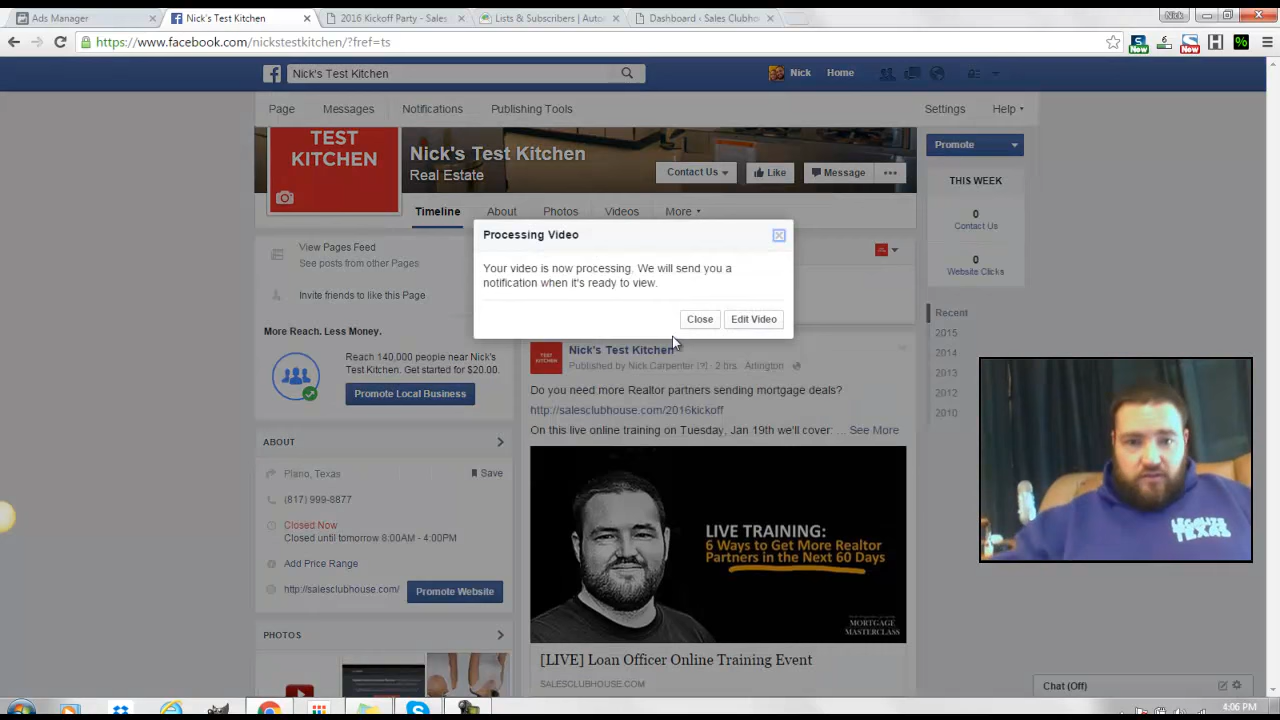 Ads Manager
Nick's Test Kitchen
2016 Kickoff Party - Sales
Lists & Subscribers | Auto
Dashboard - Sales Clubho
Nick
https://www.facebook.com/nickstestkitchen/?fref=ts
Nick's Test Kitchen
Nick
Home
Page
Messages
Notifications
Publishing Tools
Settings
Help
TEST
KITCHEN
Nick's Test Kitchen
Real Estate
Contact Us
Like
Message
Promote
THIS WEEK
0
Contact Us
0
Website Clicks
Timeline
About
Photos
Videos
More
View Pages Feed
See posts from other Pages
Invite friends to like this Page
Processing Video
Your video is now processing. We will send you a
notification when it's ready to view.
Close
Edit Video
Recent
2015
2014
2013
2012
2010
More Reach. Less Money.
Reach 140,000 people near Nick's
Test Kitchen. Get started for $20.00.
Promote Local Business
TEST
KITCHEN
Nick's Test Kitchen
Published by Nick Carpenter [?] · 2 hrs · Arlington
Do you need more Realtor partners sending mortgage deals?
http://salesclubhouse.com/2016kickoff
On this live online training on Tuesday, Jan 19th we'll cover: ... See More
ABOUT
Plano, Texas
Save
(817) 999-8877
Closed Now
Closed until tomorrow 8:00AM - 4:00PM
Add Price Range
http://salesclubhouse.com/
Promote Website
PHOTOS
LIVE TRAINING:
6 Ways to Get More Realtor
Partners in the Next 60 Days
MORTGAGE
MASTERCLASS
[LIVE] Loan Officer Online Training Event
SALESCLUBHOUSE.COM
LEGALIZE
TEXAS
Chat (Off)
4:06 PM